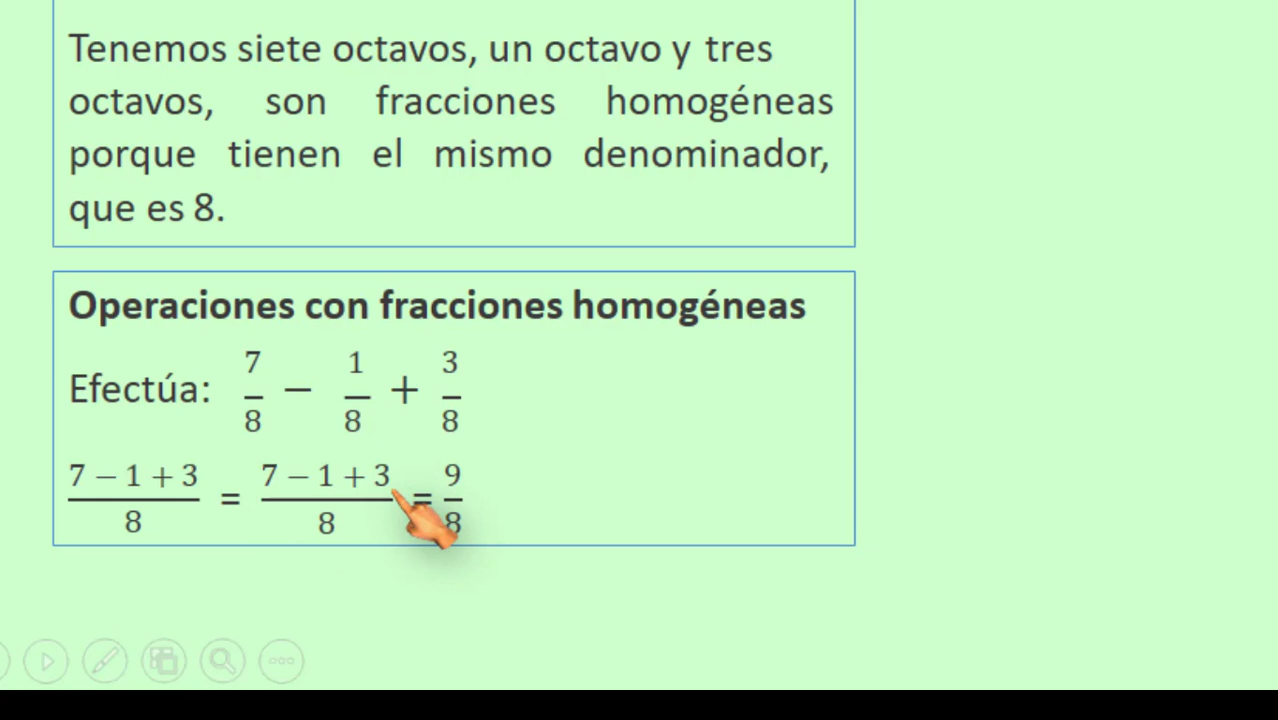 Tenemos siete octavos, un octavo y tres
octavos, son fracciones homogéneas
porque tienen el mismo denominador,
que es 8.
Operaciones con fracciones homogéneas
Efectúa: 7/8 − 1/8 + 3/8
(7 − 1 + 3)/8 = (7 − 1 + 3)/8 = 9/8